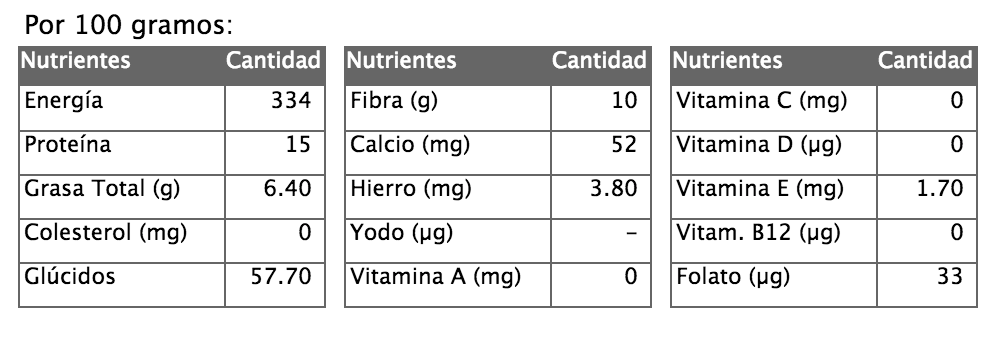 Por 100 gramos:
Nutrientes Cantidad Nutrientes Cantidad Nutrientes Cantidad
Energía 334 Fibra (g) 10 Vitamina C (mg) 0
Proteína 15 Calcio (mg) 52 Vitamina D (µg) 0
Grasa Total (g) 6.40 Hierro (mg) 3.80 Vitamina E (mg) 1.70
Colesterol (mg) 0 Yodo (µg) – Vitam. B12 (µg) 0
Glúcidos 57.70 Vitamina A (mg) 0 Folato (µg) 33